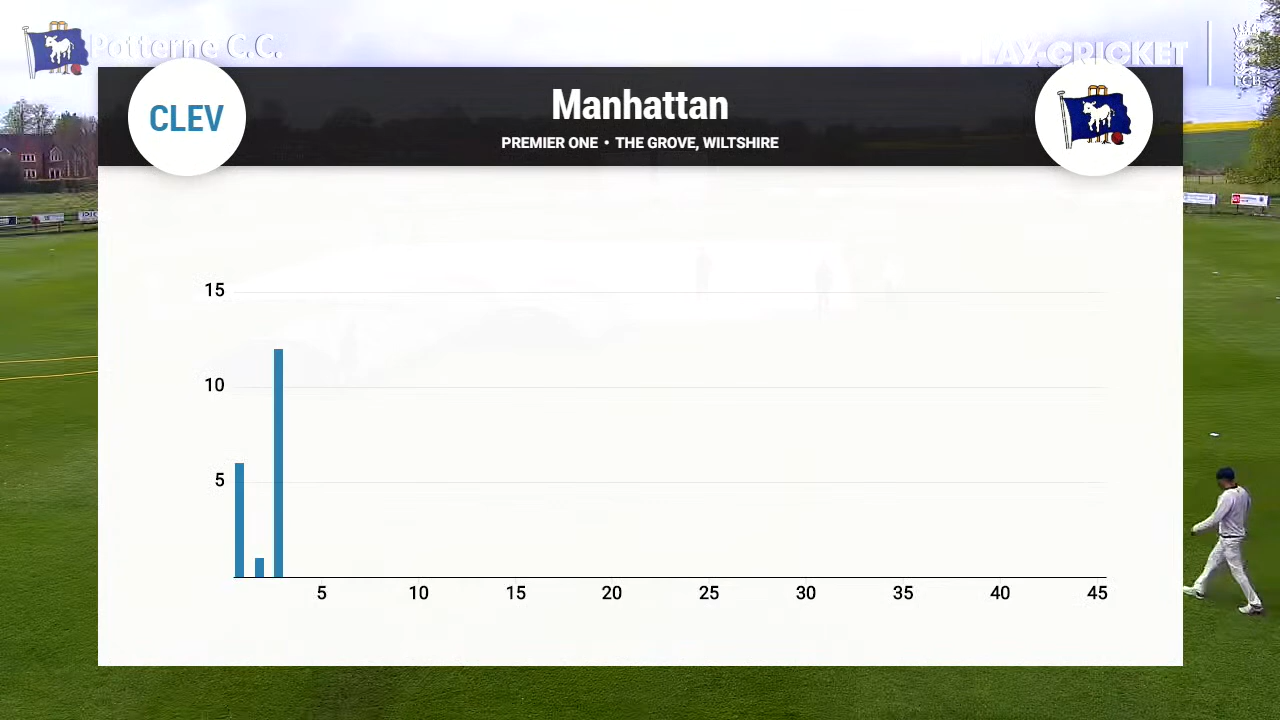 Potterne C.C.
PLAY-CRICKET
ECB
CLEV
Manhattan
PREMIER ONE • THE GROVE, WILTSHIRE
15
10
5
5 10 15 20 25 30 35 40 45